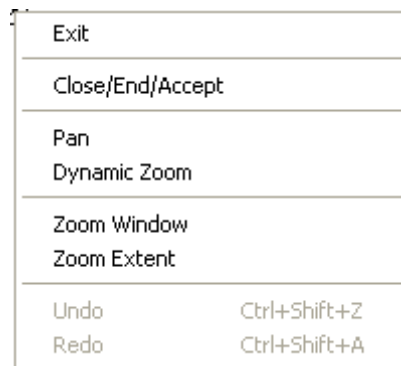 Exit
Close/End/Accept
Pan
Dynamic Zoom
Zoom Window
Zoom Extent
Undo Ctrl+Shift+Z
Redo Ctrl+Shift+A